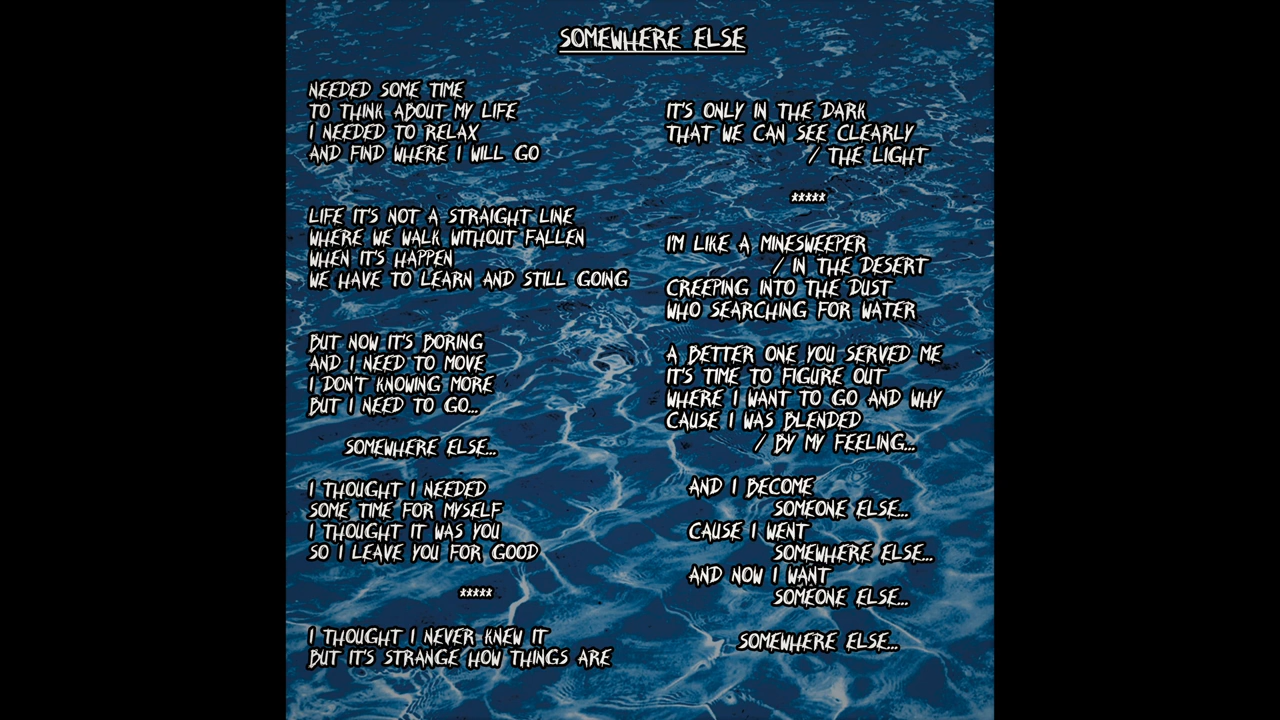 SOMEWHERE ELSE
NEEDED SOME TIME
TO THINK ABOUT MY LIFE
I NEEDED TO RELAX
AND FIND WHERE I WILL GO
LIFE IT'S NOT A STRAIGHT LINE
WHERE WE WALK WITHOUT FALLEN
WHEN IT'S HAPPEN
WE HAVE TO LEARN AND STILL GOING
BUT NOW IT'S BORING
AND I NEED TO MOVE
I DON'T KNOWING MORE
BUT I NEED TO GO...
SOMEWHERE ELSE...
I THOUGHT I NEEDED
SOME TIME FOR MYSELF
I THOUGHT IT WAS YOU
SO I LEAVE YOU FOR GOOD
*****
I THOUGHT I NEVER KNEW IT
BUT IT'S STRANGE HOW THINGS ARE
IT'S ONLY IN THE DARK
THAT WE CAN SEE CLEARLY
/ THE LIGHT
*****
I'M LIKE A MINESWEEPER
/ IN THE DESERT
CREEPING INTO THE DUST
WHO SEARCHING FOR WATER
A BETTER ONE YOU SERVED ME
IT'S TIME TO FIGURE OUT
WHERE I WANT TO GO AND WHY
CAUSE I WAS BLENDED
/ BY MY FEELING...
AND I BECOME
SOMEONE ELSE...
CAUSE I WENT
SOMEWHERE ELSE...
AND NOW I WANT
SOMEONE ELSE...
SOMEWHERE ELSE...